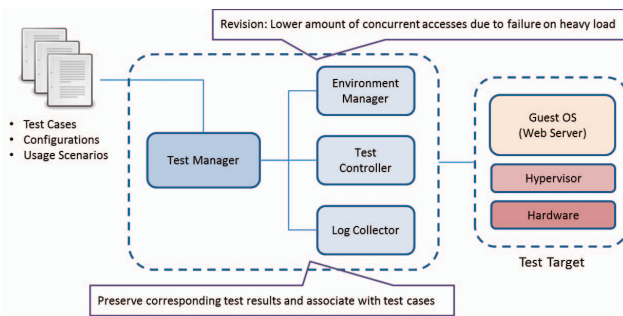 Revision: Lower amount of concurrent accesses due to failure on heavy load
Environment
Manager
Guest OS
(Web Server)
• Test Cases
• Configurations
• Usage Scenarios
Test Manager
Test
Controller
Hypervisor
Hardware
Log Collector
Test Target
Preserve corresponding test results and associate with test cases